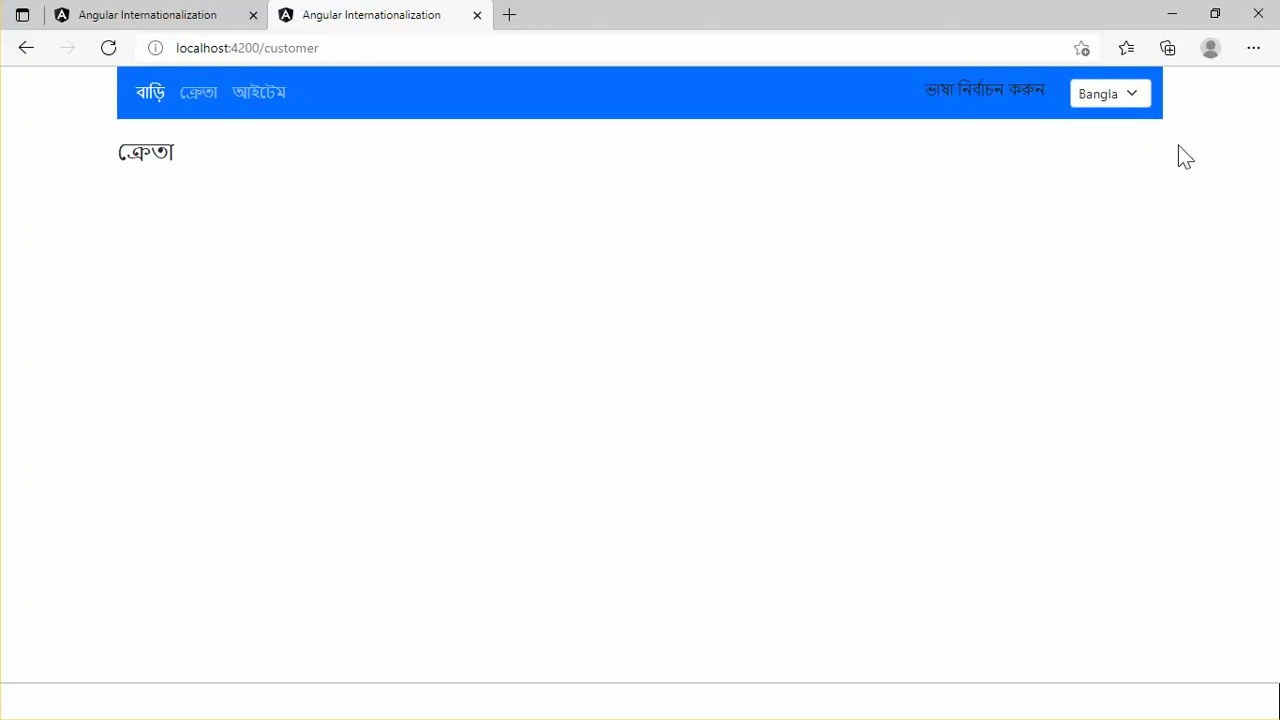 Angular Internationalization
Angular Internationalization
localhost:4200/customer
বাড়ি ক্রেতা আইটেম
ভাষা নির্বাচন করুন
Bangla
ক্রেতা